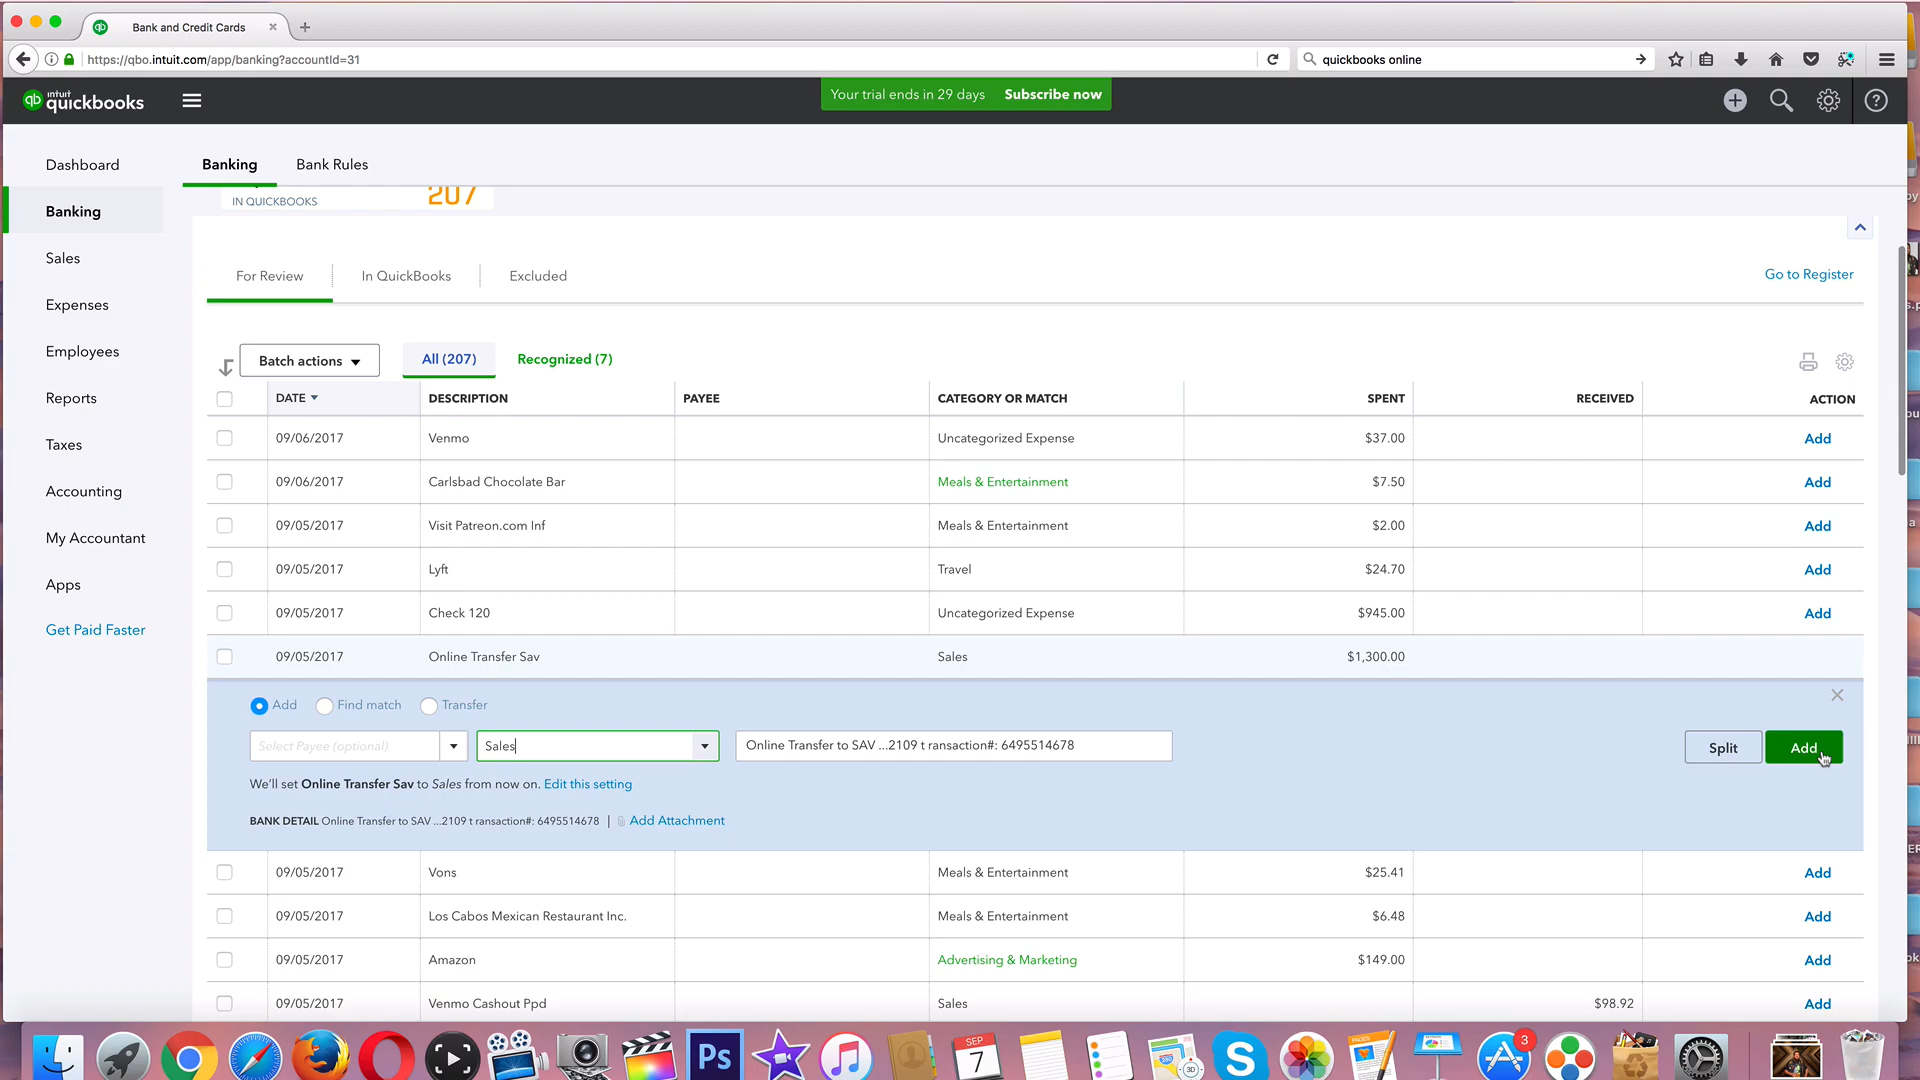 Bank and Credit Cards
https://qbo.intuit.com/app/banking?accountId=31
quickbooks online
intuit
quickbooks
Your trial ends in 29 days Subscribe now
Dashboard
Banking
Sales
Expenses
Employees
Reports
Taxes
Accounting
My Accountant
Apps
Get Paid Faster
Banking Bank Rules
IN QUICKBOOKS 207
For Review In QuickBooks Excluded Go to Register
Batch actions All (207) Recognized (7)
DATE DESCRIPTION PAYEE CATEGORY OR MATCH SPENT RECEIVED ACTION
09/06/2017 Venmo Uncategorized Expense $37.00 Add
09/06/2017 Carlsbad Chocolate Bar Meals & Entertainment $7.50 Add
09/05/2017 Visit Patreon.com Inf Meals & Entertainment $2.00 Add
09/05/2017 Lyft Travel $24.70 Add
09/05/2017 Check 120 Uncategorized Expense $945.00 Add
09/05/2017 Online Transfer Sav Sales $1,300.00
Add Find match Transfer
Select Payee (optional) Sales Online Transfer to SAV ...2109 t ransaction#: 6495514678 Split Add
We'll set Online Transfer Sav to Sales from now on. Edit this setting
BANK DETAIL Online Transfer to SAV ...2109 t ransaction#: 6495514678 | Add Attachment
09/05/2017 Vons Meals & Entertainment $25.41 Add
09/05/2017 Los Cabos Mexican Restaurant Inc. Meals & Entertainment $6.48 Add
09/05/2017 Amazon Advertising & Marketing $149.00 Add
09/05/2017 Venmo Cashout Ppd Sales $98.92 Add
Ps
SEP
7
3D
S
PAGES
3